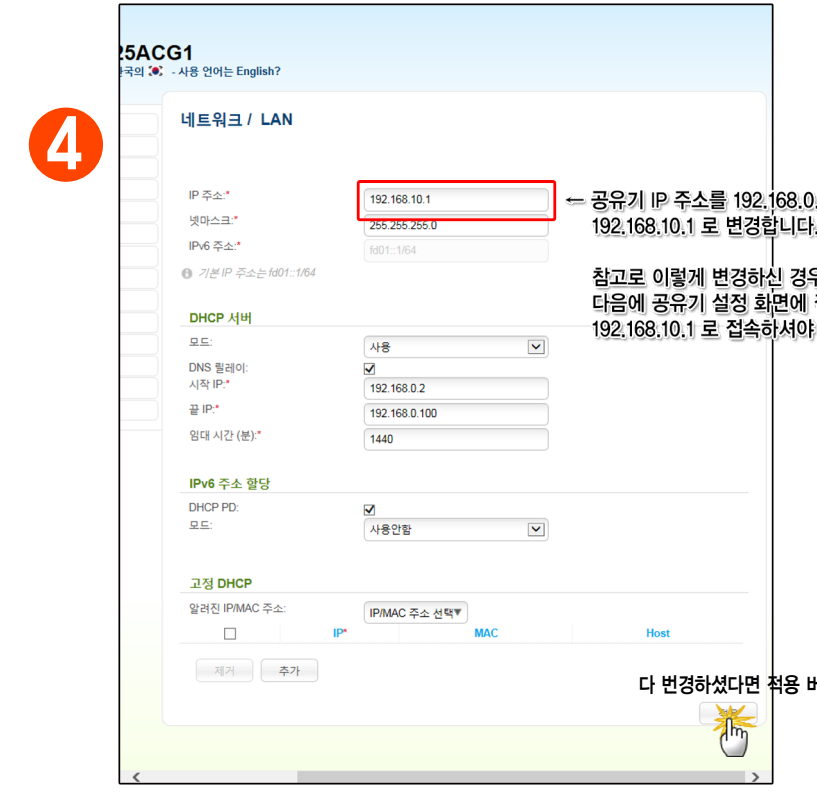 4
25ACG1
한국의 - 사용 언어는 English?
네트워크 / LAN
IP 주소:* 192.168.10.1
← 공유기 IP 주소를 192.168.0.
넷마스크:* 255.255.255.0
192.168.10.1 로 변경합니다.
IPv6 주소:* fd01::1/64
기본 IP 주소는 fd01::1/64
참고로 이렇게 변경하신 경우
다음에 공유기 설정 화면에
192.168.10.1 로 접속하셔야
DHCP 서버
모드: 사용
DNS 릴레이:
시작 IP:* 192.168.0.2
끝 IP:* 192.168.0.100
임대 시간 (분):* 1440
IPv6 주소 할당
DHCP PD:
모드: 사용안함
고정 DHCP
알려진 IP/MAC 주소: IP/MAC 주소 선택▼
IP* MAC Host
제거 추가
다 번경하셨다면 적용